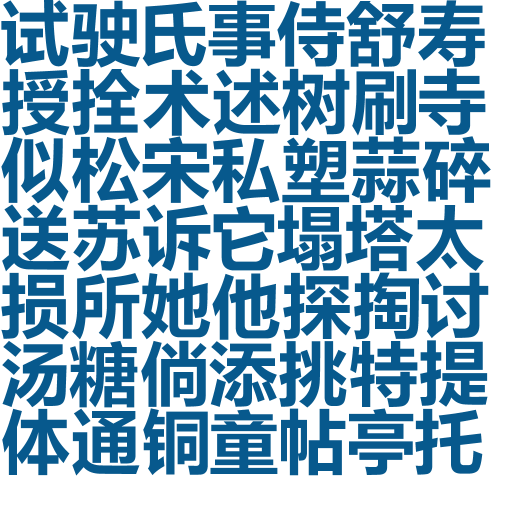 试驶氏事侍舒寿
授拴术述树刷寺
似松宋私塑蒜碎
送苏诉它塌塔太
损所她他探掏讨
汤糖倘添挑特提
体通铜童帖亭托